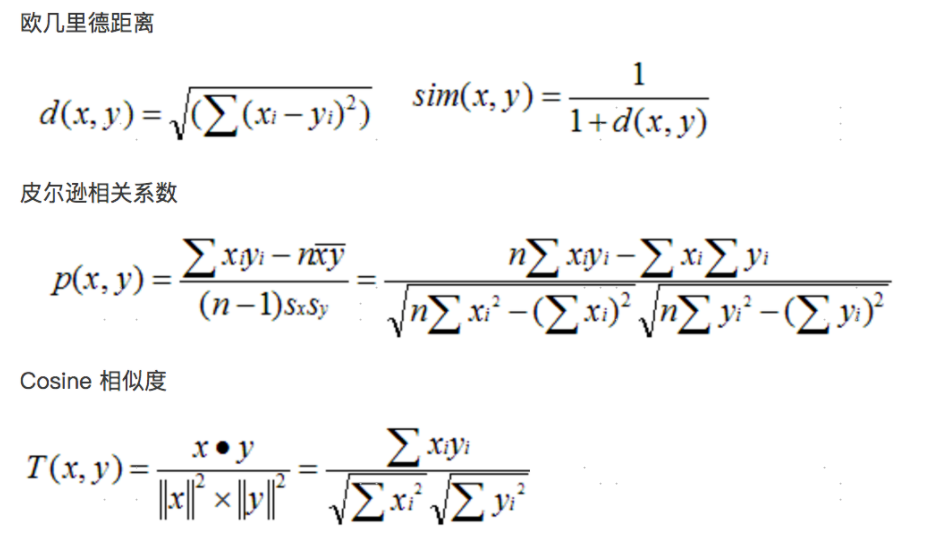 欧几里德距离
d(x, y) = √(∑(xi − yi)²)    sim(x, y) = 1 / (1 + d(x, y))
皮尔逊相关系数
p(x, y) = (∑ xiyi − n x̄ȳ) / ((n − 1)sxsy) = (n∑ xiyi − ∑ xi ∑ yi) / (√(n∑ xi² − (∑ xi)²) √(n∑ yi² − (∑ yi)²))
Cosine 相似度
T(x, y) = (x • y) / (‖x‖² × ‖y‖²) = (∑ xiyi) / (√(∑ xi²) √(∑ yi²))